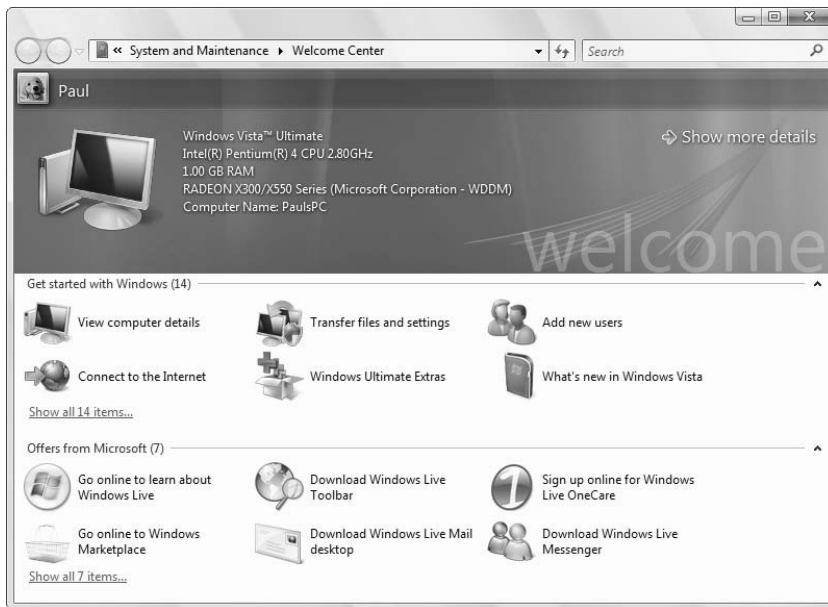 « System and Maintenance ▸ Welcome Center
Search
Paul
Windows Vista™ Ultimate
Intel(R) Pentium(R) 4 CPU 2.80GHz
1.00 GB RAM
RADEON X300/X550 Series (Microsoft Corporation - WDDM)
Computer Name: PaulsPC
Show more details
welcome
Get started with Windows (14)
View computer details
Transfer files and settings
Add new users
Connect to the Internet
Windows Ultimate Extras
What's new in Windows Vista
Show all 14 items...
Offers from Microsoft (7)
Go online to learn about
Windows Live
Download Windows Live
Toolbar
Sign up online for Windows
Live OneCare
Go online to Windows
Marketplace
Download Windows Live Mail
desktop
Download Windows Live
Messenger
Show all 7 items...